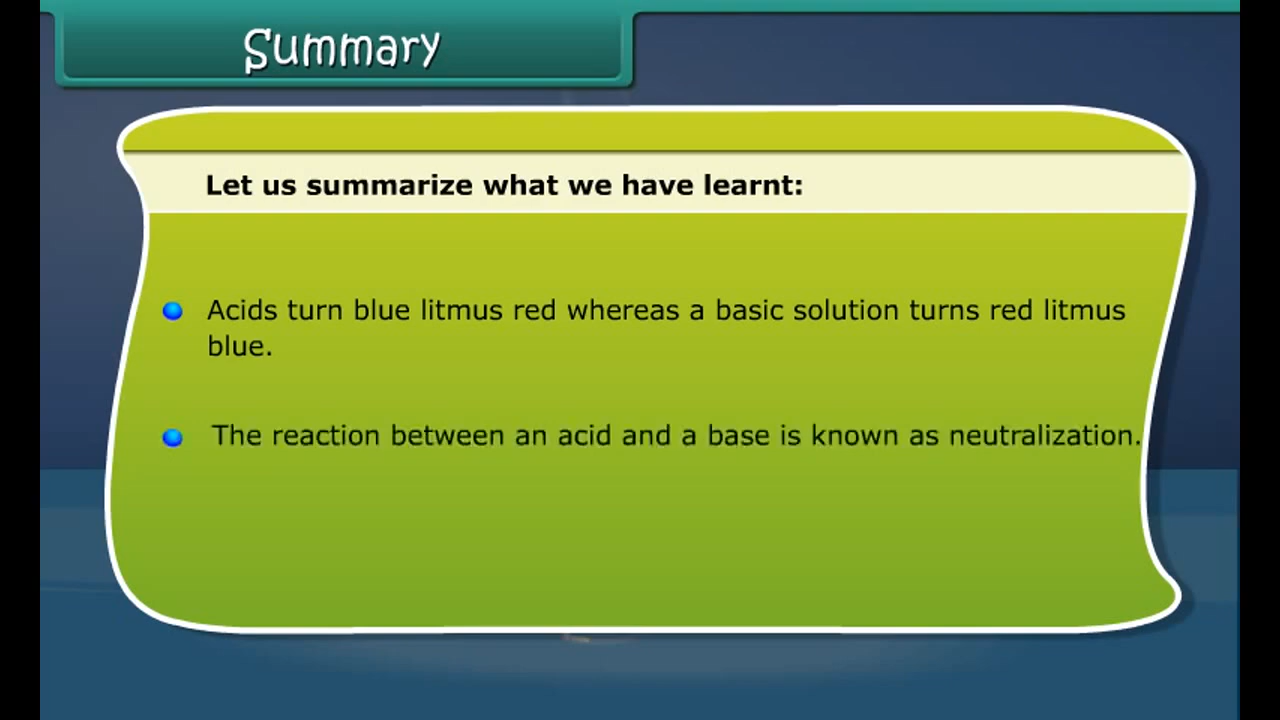 Summary
Let us summarize what we have learnt:
Acids turn blue litmus red whereas a basic solution turns red litmus
blue.
The reaction between an acid and a base is known as neutralization.